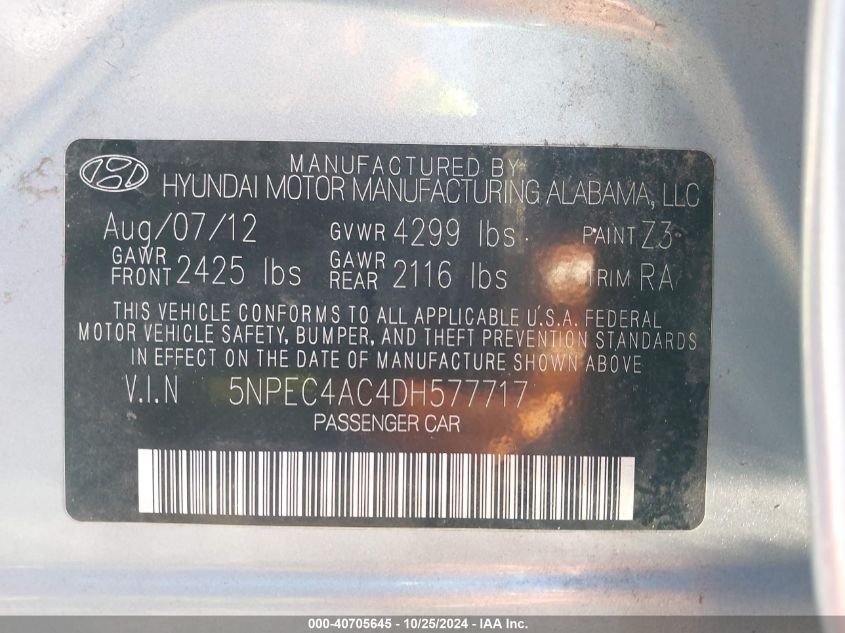 MANUFACTURED BY
HYUNDAI MOTOR MANUFACTURING ALABAMA, LLC
Aug/07/12 GVWR 4299 lbs PAINT Z3
GAWR FRONT 2425 lbs GAWR REAR 2116 lbs TRIM RA
THIS VEHICLE CONFORMS TO ALL APPLICABLE U.S.A. FEDERAL
MOTOR VEHICLE SAFETY, BUMPER, AND THEFT PREVENTION STANDARDS
IN EFFECT ON THE DATE OF MANUFACTURE SHOWN ABOVE
V.I.N 5NPEC4AC4DH577717
PASSENGER CAR
000-40705645 - 10/25/2024 - IAA Inc.